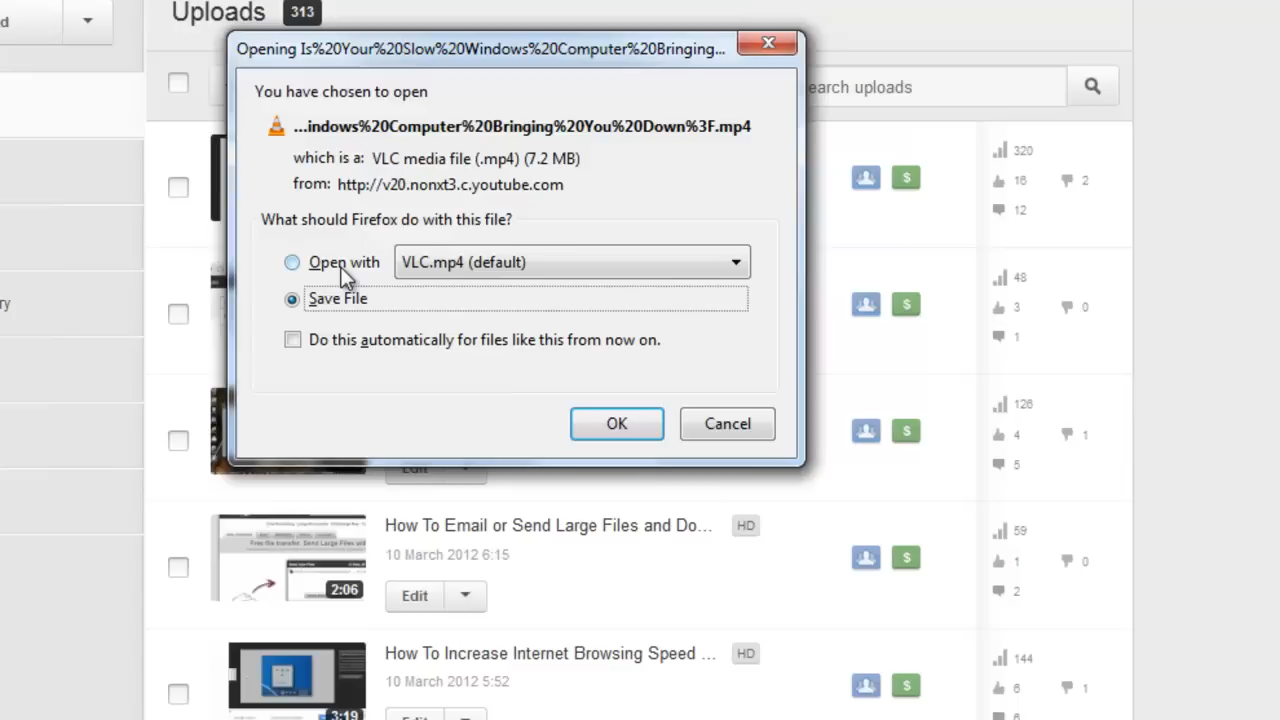 d
Uploads 313
Opening Is%20Your%20Slow%20Windows%20Computer%20Bringing...
You have chosen to open
...indows%20Computer%20Bringing%20You%20Down%3F.mp4
which is a: VLC media file (.mp4) (7.2 MB)
from: http://v20.nonxt3.c.youtube.com
What should Firefox do with this file?
Open with VLC.mp4 (default)
Save File
Do this automatically for files like this from now on.
OK Cancel
earch uploads
320
$ 16 2
12
ry
48
$ 3 0
1
126
$ 4 1
5
Edit
How To Email or Send Large Files and Do... HD
10 March 2012 6:15
Edit
2:06
59
$ 1 0
2
How To Increase Internet Browsing Speed ... HD
10 March 2012 5:52
Edit
3:19
144
$ 6 1
6